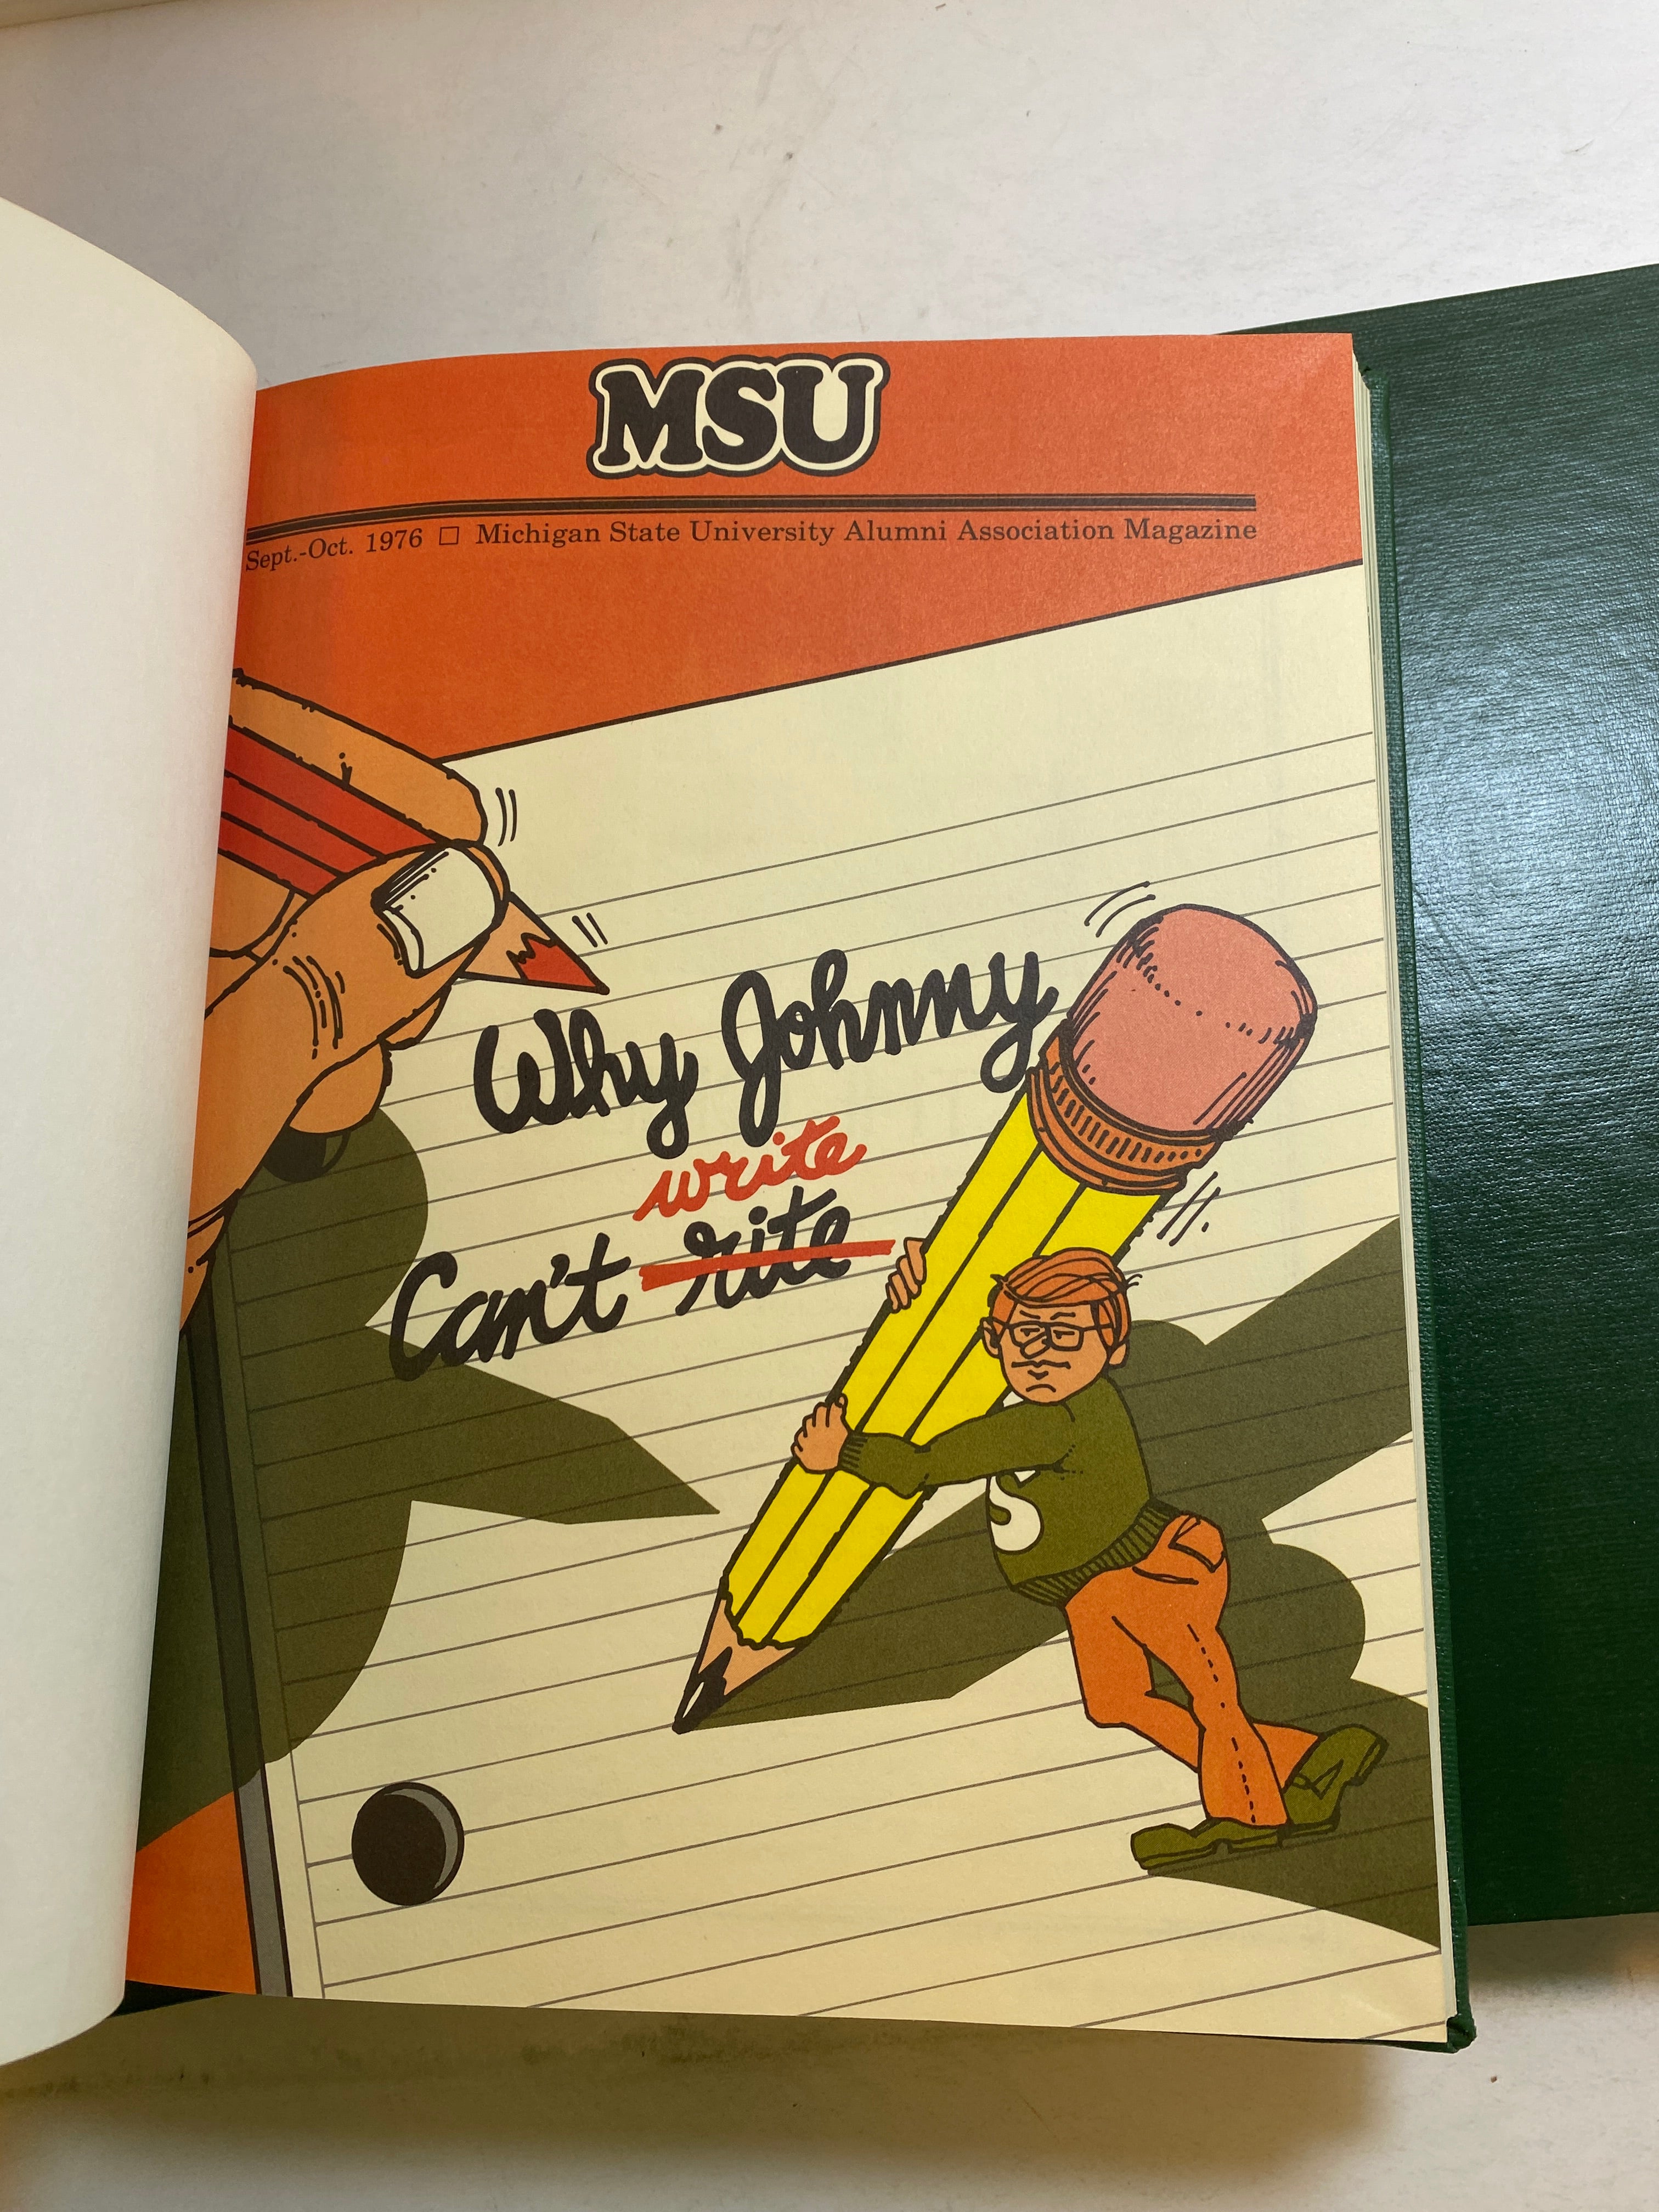 MSU
Sept.-Oct. 1976 □ Michigan State University Alumni Association Magazine
Why Johnny
write
Can't rite
S